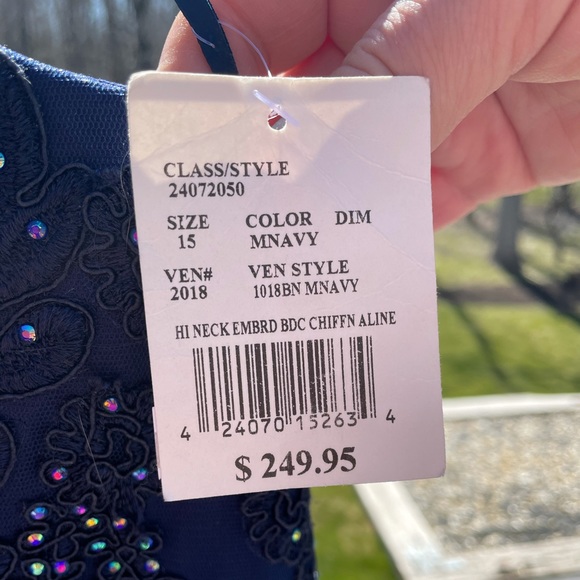 CLASS/STYLE
24072050
SIZE COLOR DIM
15 MNAVY
VEN# VEN STYLE
2018 1018BN MNAVY
HI NECK EMBRD BDC CHIFFN ALINE
4 24070 15263 4
$ 249.95